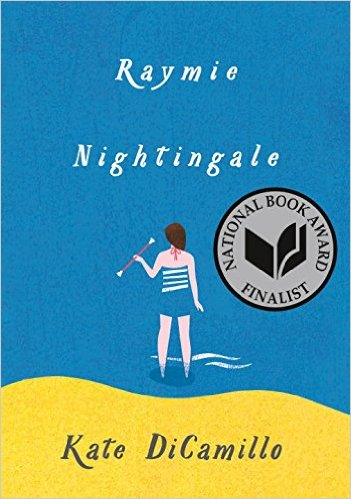 Raymie
Nightingale
NATIONAL BOOK AWARD
FINALIST
Kate DiCamillo